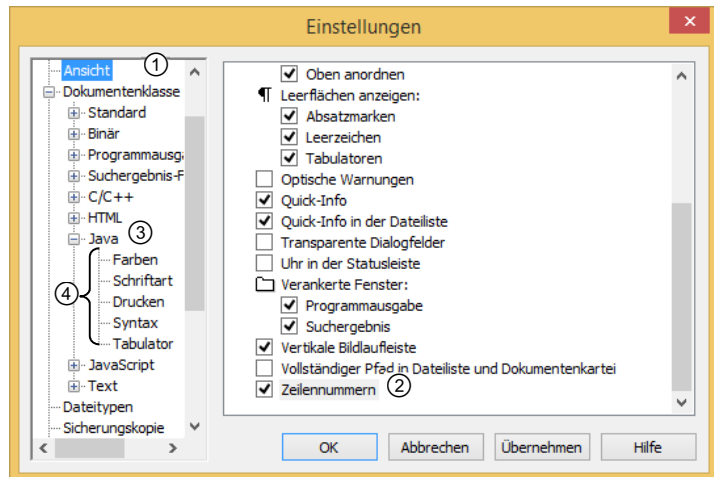 Einstellungen
Ansicht
1
Dokumentenklasse
Standard
Binär
Programmausga
Suchergebnis-F
C/C++
HTML
Java
3
Farben
Schriftart
4
Drucken
Syntax
Tabulator
JavaScript
Text
Dateitypen
Sicherungskopie
Oben anordnen
¶ Leerflächen anzeigen:
Absatzmarken
Leerzeichen
Tabulatoren
Optische Warnungen
Quick-Info
Quick-Info in der Dateiliste
Transparente Dialogfelder
Uhr in der Statusleiste
Verankerte Fenster:
Programmausgabe
Suchergebnis
Vertikale Bildlaufleiste
Vollständiger Pfad in Dateiliste und Dokumentenkartei
Zeilennummern
2
OK
Abbrechen
Übernehmen
Hilfe